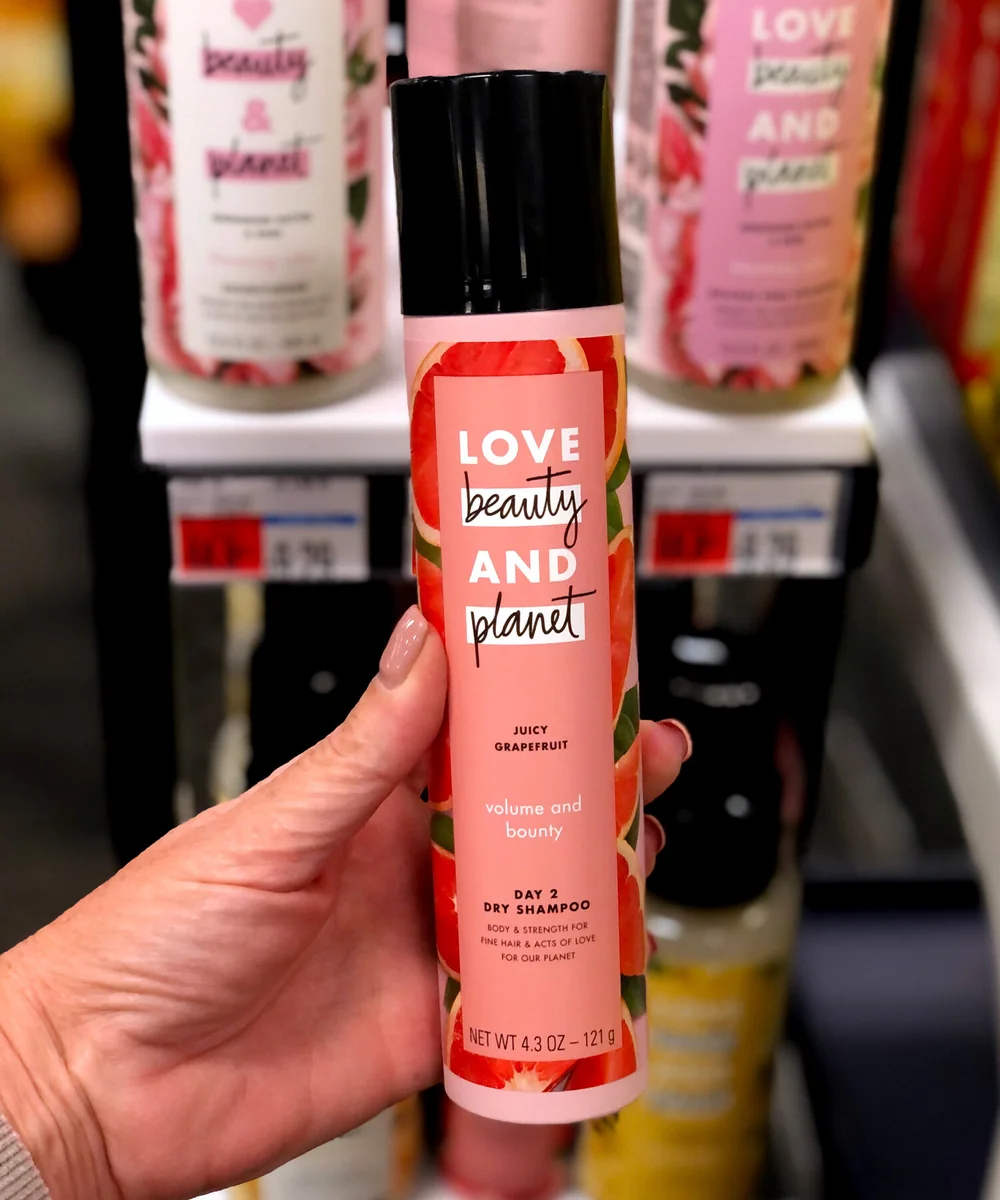 beauty
&
planet
LOVE
beauty
AND
planet
LOVE
beauty
AND
planet
JUICY
GRAPEFRUIT
volume and
bounty
DAY 2
DRY SHAMPOO
BODY & STRENGTH FOR
FINE HAIR & ACTS OF LOVE
FOR OUR PLANET
NET WT 4.3 OZ – 121 g